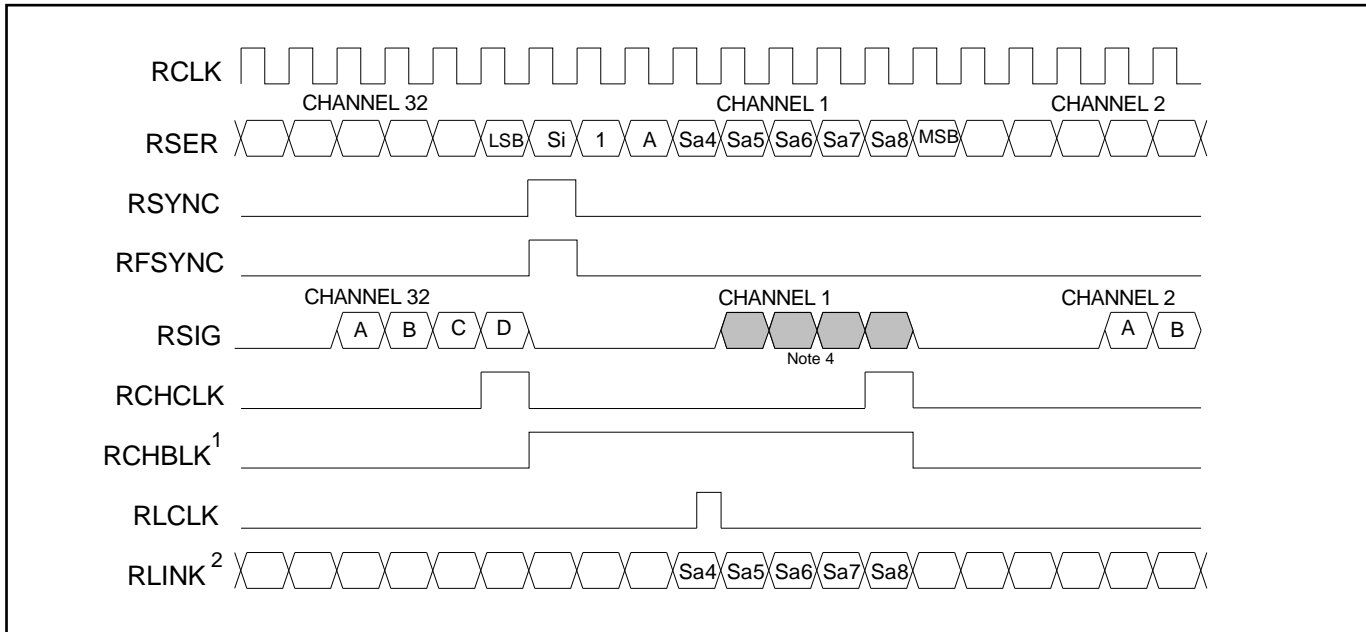 RCLK
CHANNEL 32 CHANNEL 1 CHANNEL 2
RSER LSB Si 1 A Sa4 Sa5 Sa6 Sa7 Sa8 MSB
RSYNC
RFSYNC
CHANNEL 32 CHANNEL 1 CHANNEL 2
RSIG A B C D A B
Note 4
RCHCLK
RCHBLK1
RLCLK
RLINK2 Sa4 Sa5 Sa6 Sa7 Sa8